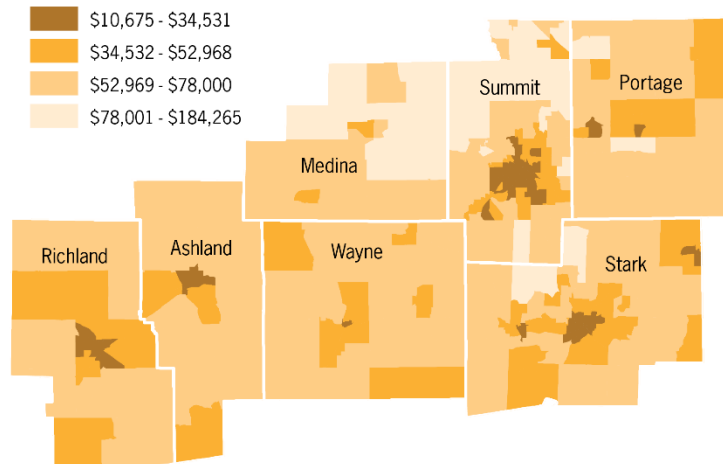 $10,675 - $34,531
$34,532 - $52,968
$52,969 - $78,000
$78,001 - $184,265
Summit
Portage
Medina
Richland
Ashland
Wayne
Stark